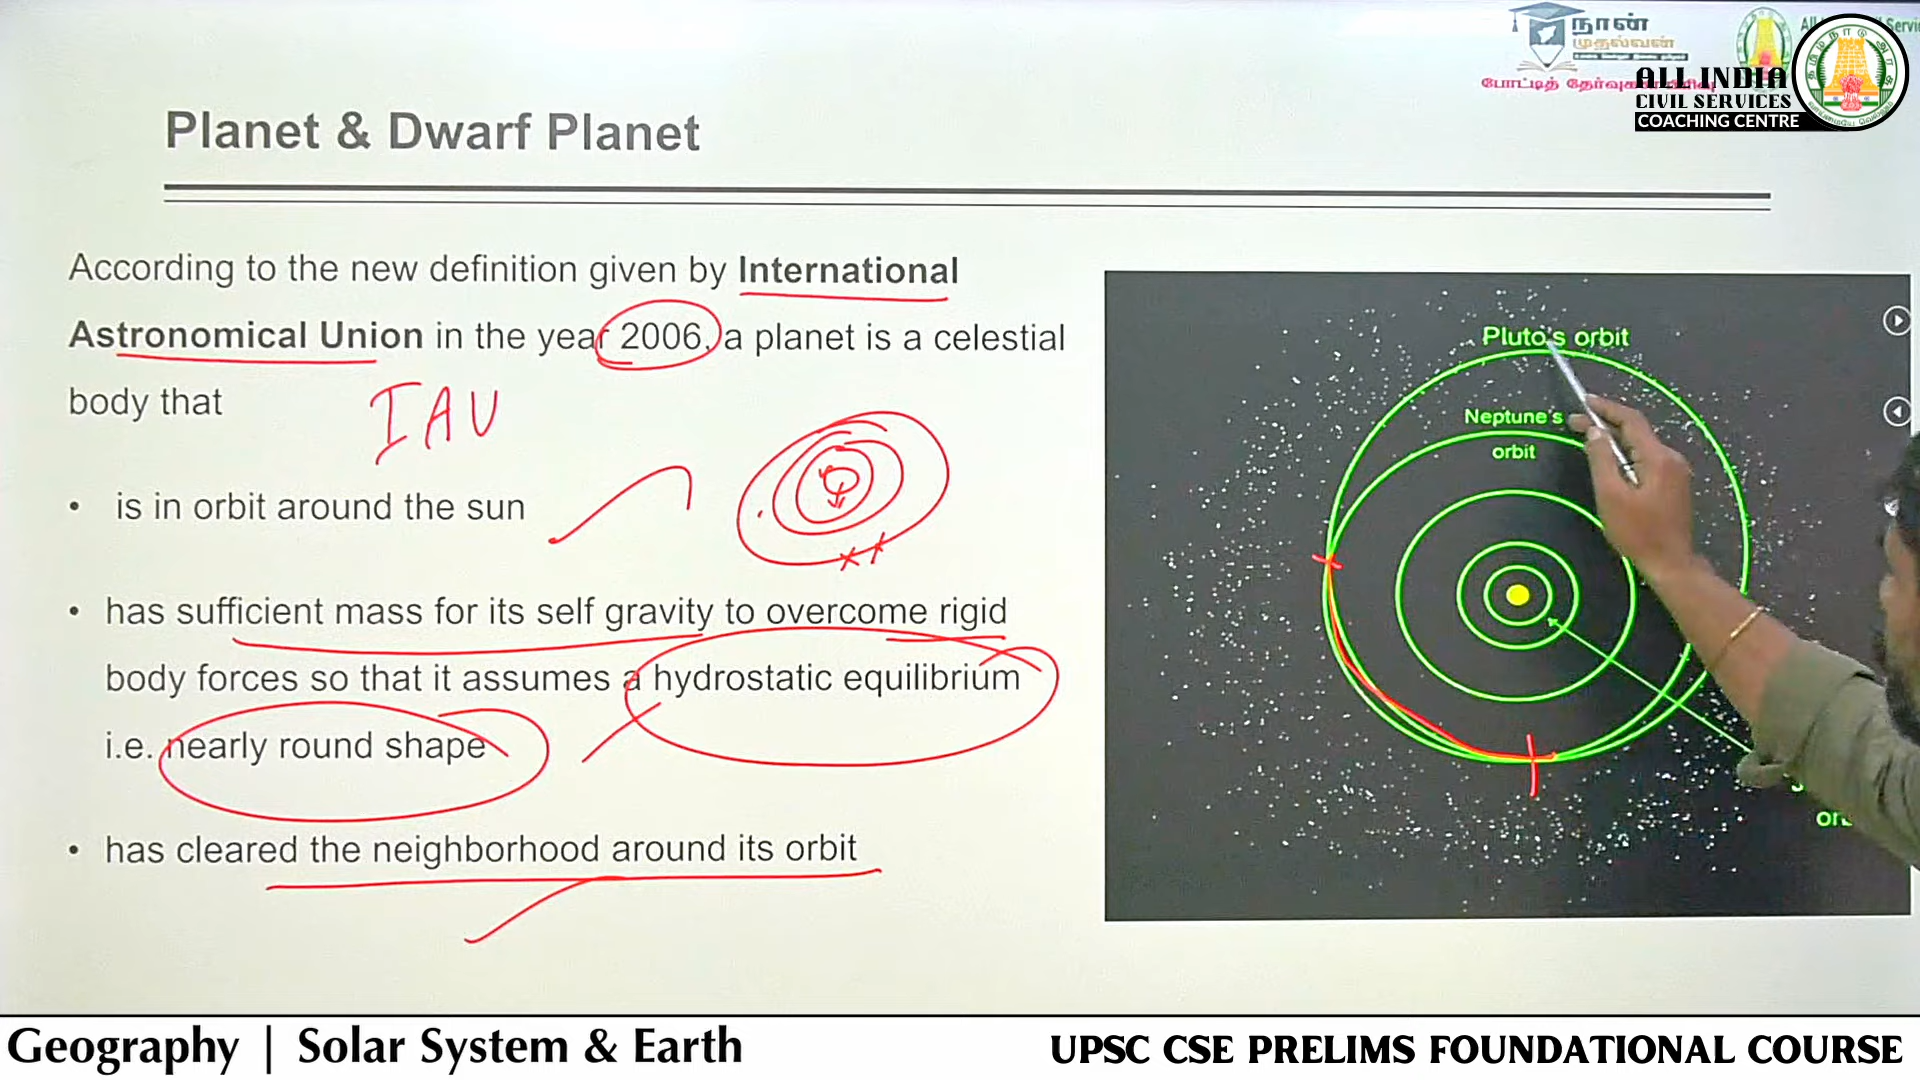 நான்
முதல்வன்
ALL INDIA
CIVIL SERVICES
COACHING CENTRE
Planet & Dwarf Planet
According to the new definition given by International
Astronomical Union in the year 2006, a planet is a celestial
body that
IAU
• is in orbit around the sun
• has sufficient mass for its self gravity to overcome rigid
body forces so that it assumes a hydrostatic equilibrium
i.e. nearly round shape
• has cleared the neighborhood around its orbit
Pluto's orbit
Neptune's
orbit
Geography | Solar System & Earth
UPSC CSE PRELIMS FOUNDATIONAL COURSE